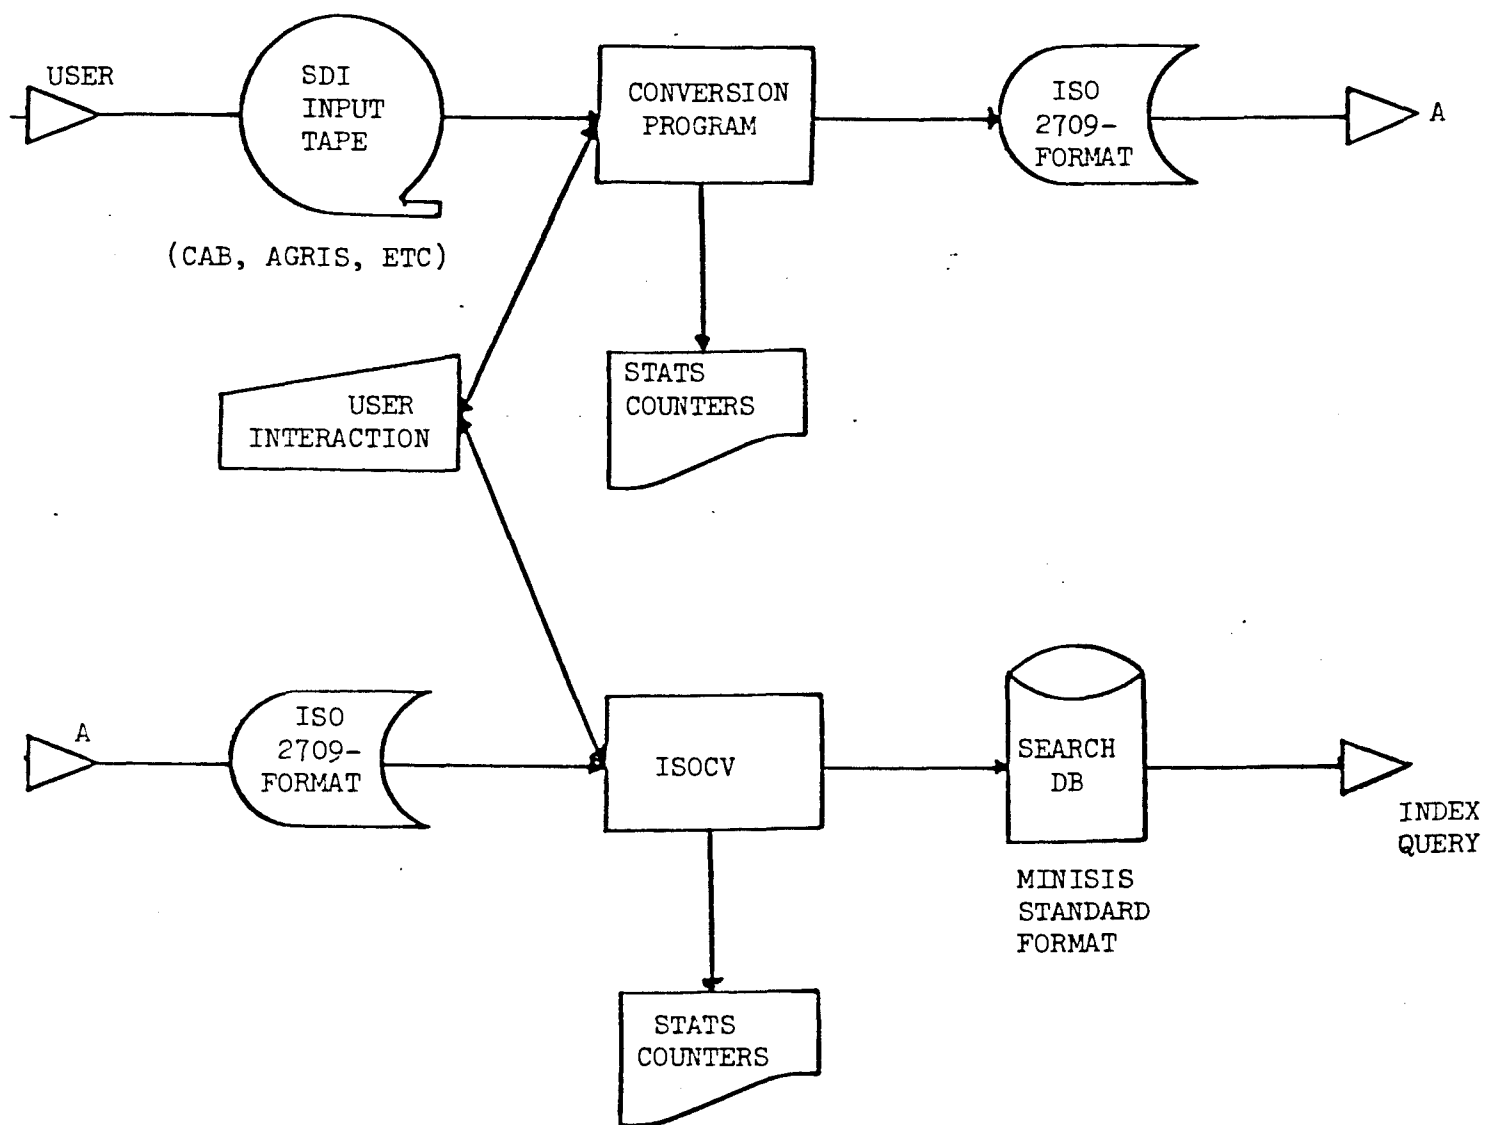 USER
SDI
INPUT
TAPE
(CAB, AGRIS, ETC)
CONVERSION
PROGRAM
ISO
2709-
FORMAT
A
USER
INTERACTION
STATS
COUNTERS
A
ISO
2709-
FORMAT
ISOCV
SEARCH
DB
MINISIS
STANDARD
FORMAT
INDEX
QUERY
STATS
COUNTERS